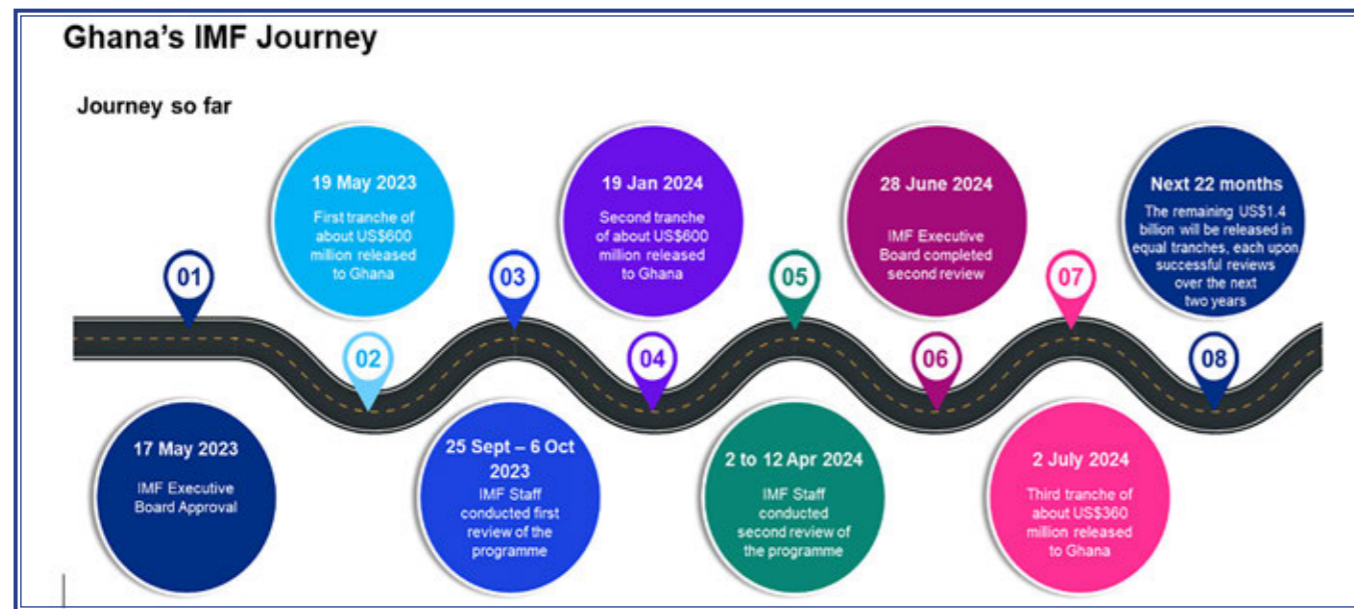 Ghana's IMF Journey
Journey so far
01
17 May 2023
IMF Executive
Board Approval
19 May 2023
First tranche of
about US$600
million released
to Ghana
02
03
25 Sept – 6 Oct
2023
IMF Staff
conducted first
review of the
programme
19 Jan 2024
Second tranche
of about US$600
million released
to Ghana
04
05
2 to 12 Apr 2024
IMF Staff
conducted
second review of
the programme
28 June 2024
IMF Executive
Board completed
second review
06
07
2 July 2024
Third tranche of
about US$360
million released
to Ghana
Next 22 months
The remaining US$1.4
billion will be released in
equal tranches, each upon
successful reviews
over the next
two years
08